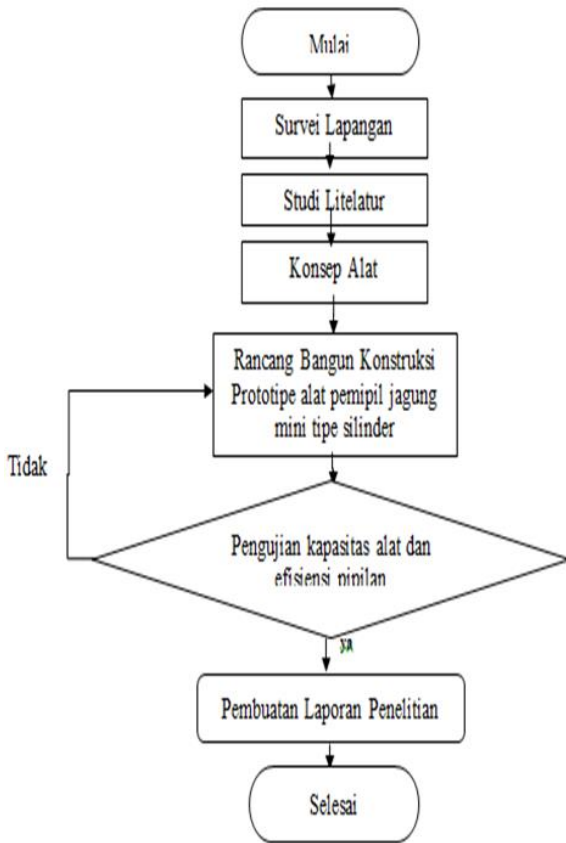 Mulai
Survei Lapangan
Studi Litelatur
Konsep Alat
Rancang Bangun Konstruksi
Prototipe alat pemipil jagung
mini tipe silinder
Tidak
Pengujian kapasitas alat dan
efisiensi pipilan
ya
Pembuatan Laporan Penelitian
Selesai